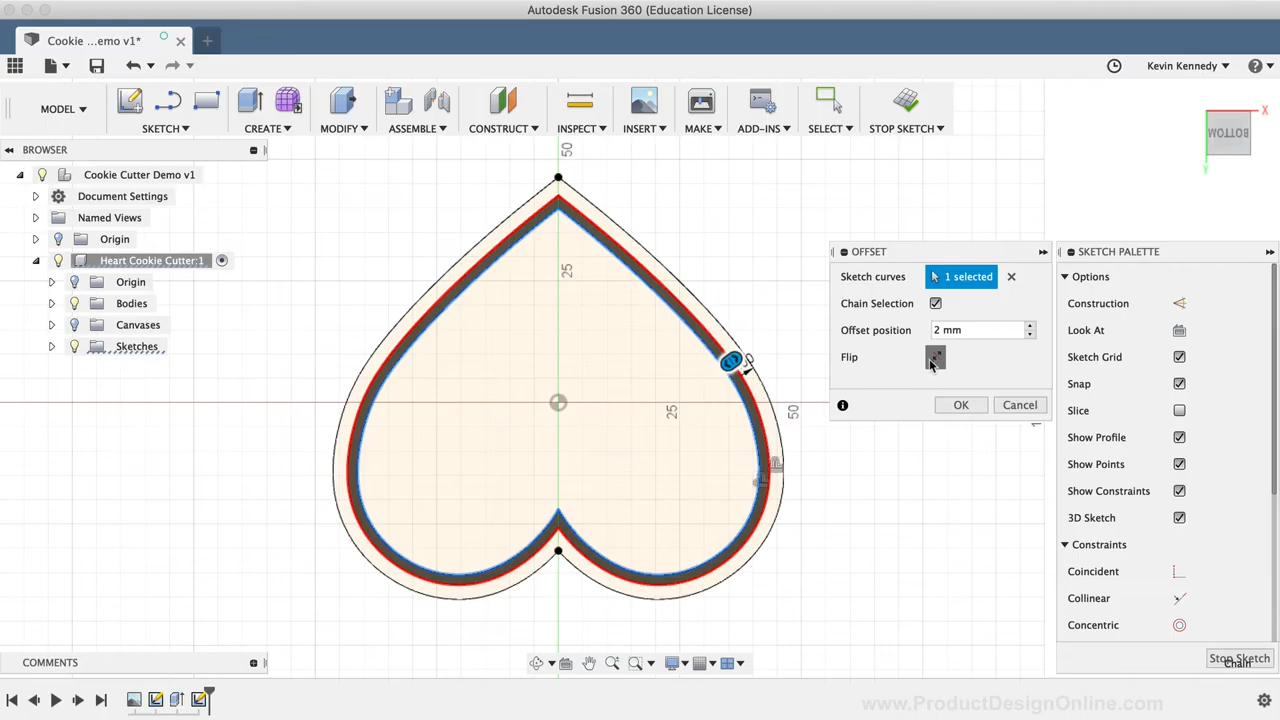 Autodesk Fusion 360 (Education License)
Cookie ...emo v1*
Kevin Kennedy
MODEL
SKETCH
CREATE
MODIFY
ASSEMBLE
CONSTRUCT
INSPECT
INSERT
MAKE
ADD-INS
SELECT
STOP SKETCH
BROWSER
Cookie Cutter Demo v1
Document Settings
Named Views
Origin
Heart Cookie Cutter:1
Origin
Bodies
Canvases
Sketches
50
25
25
50
X
BOTTOM
Y
OFFSET
Sketch curves
1 selected
Chain Selection
Offset position
2 mm
Flip
OK
Cancel
SKETCH PALETTE
Options
Construction
Look At
Sketch Grid
Snap
Slice
Show Profile
Show Points
Show Constraints
3D Sketch
Constraints
Coincident
Collinear
Concentric
Stop Sketch
Chain
COMMENTS
www.ProductDesignOnline.com